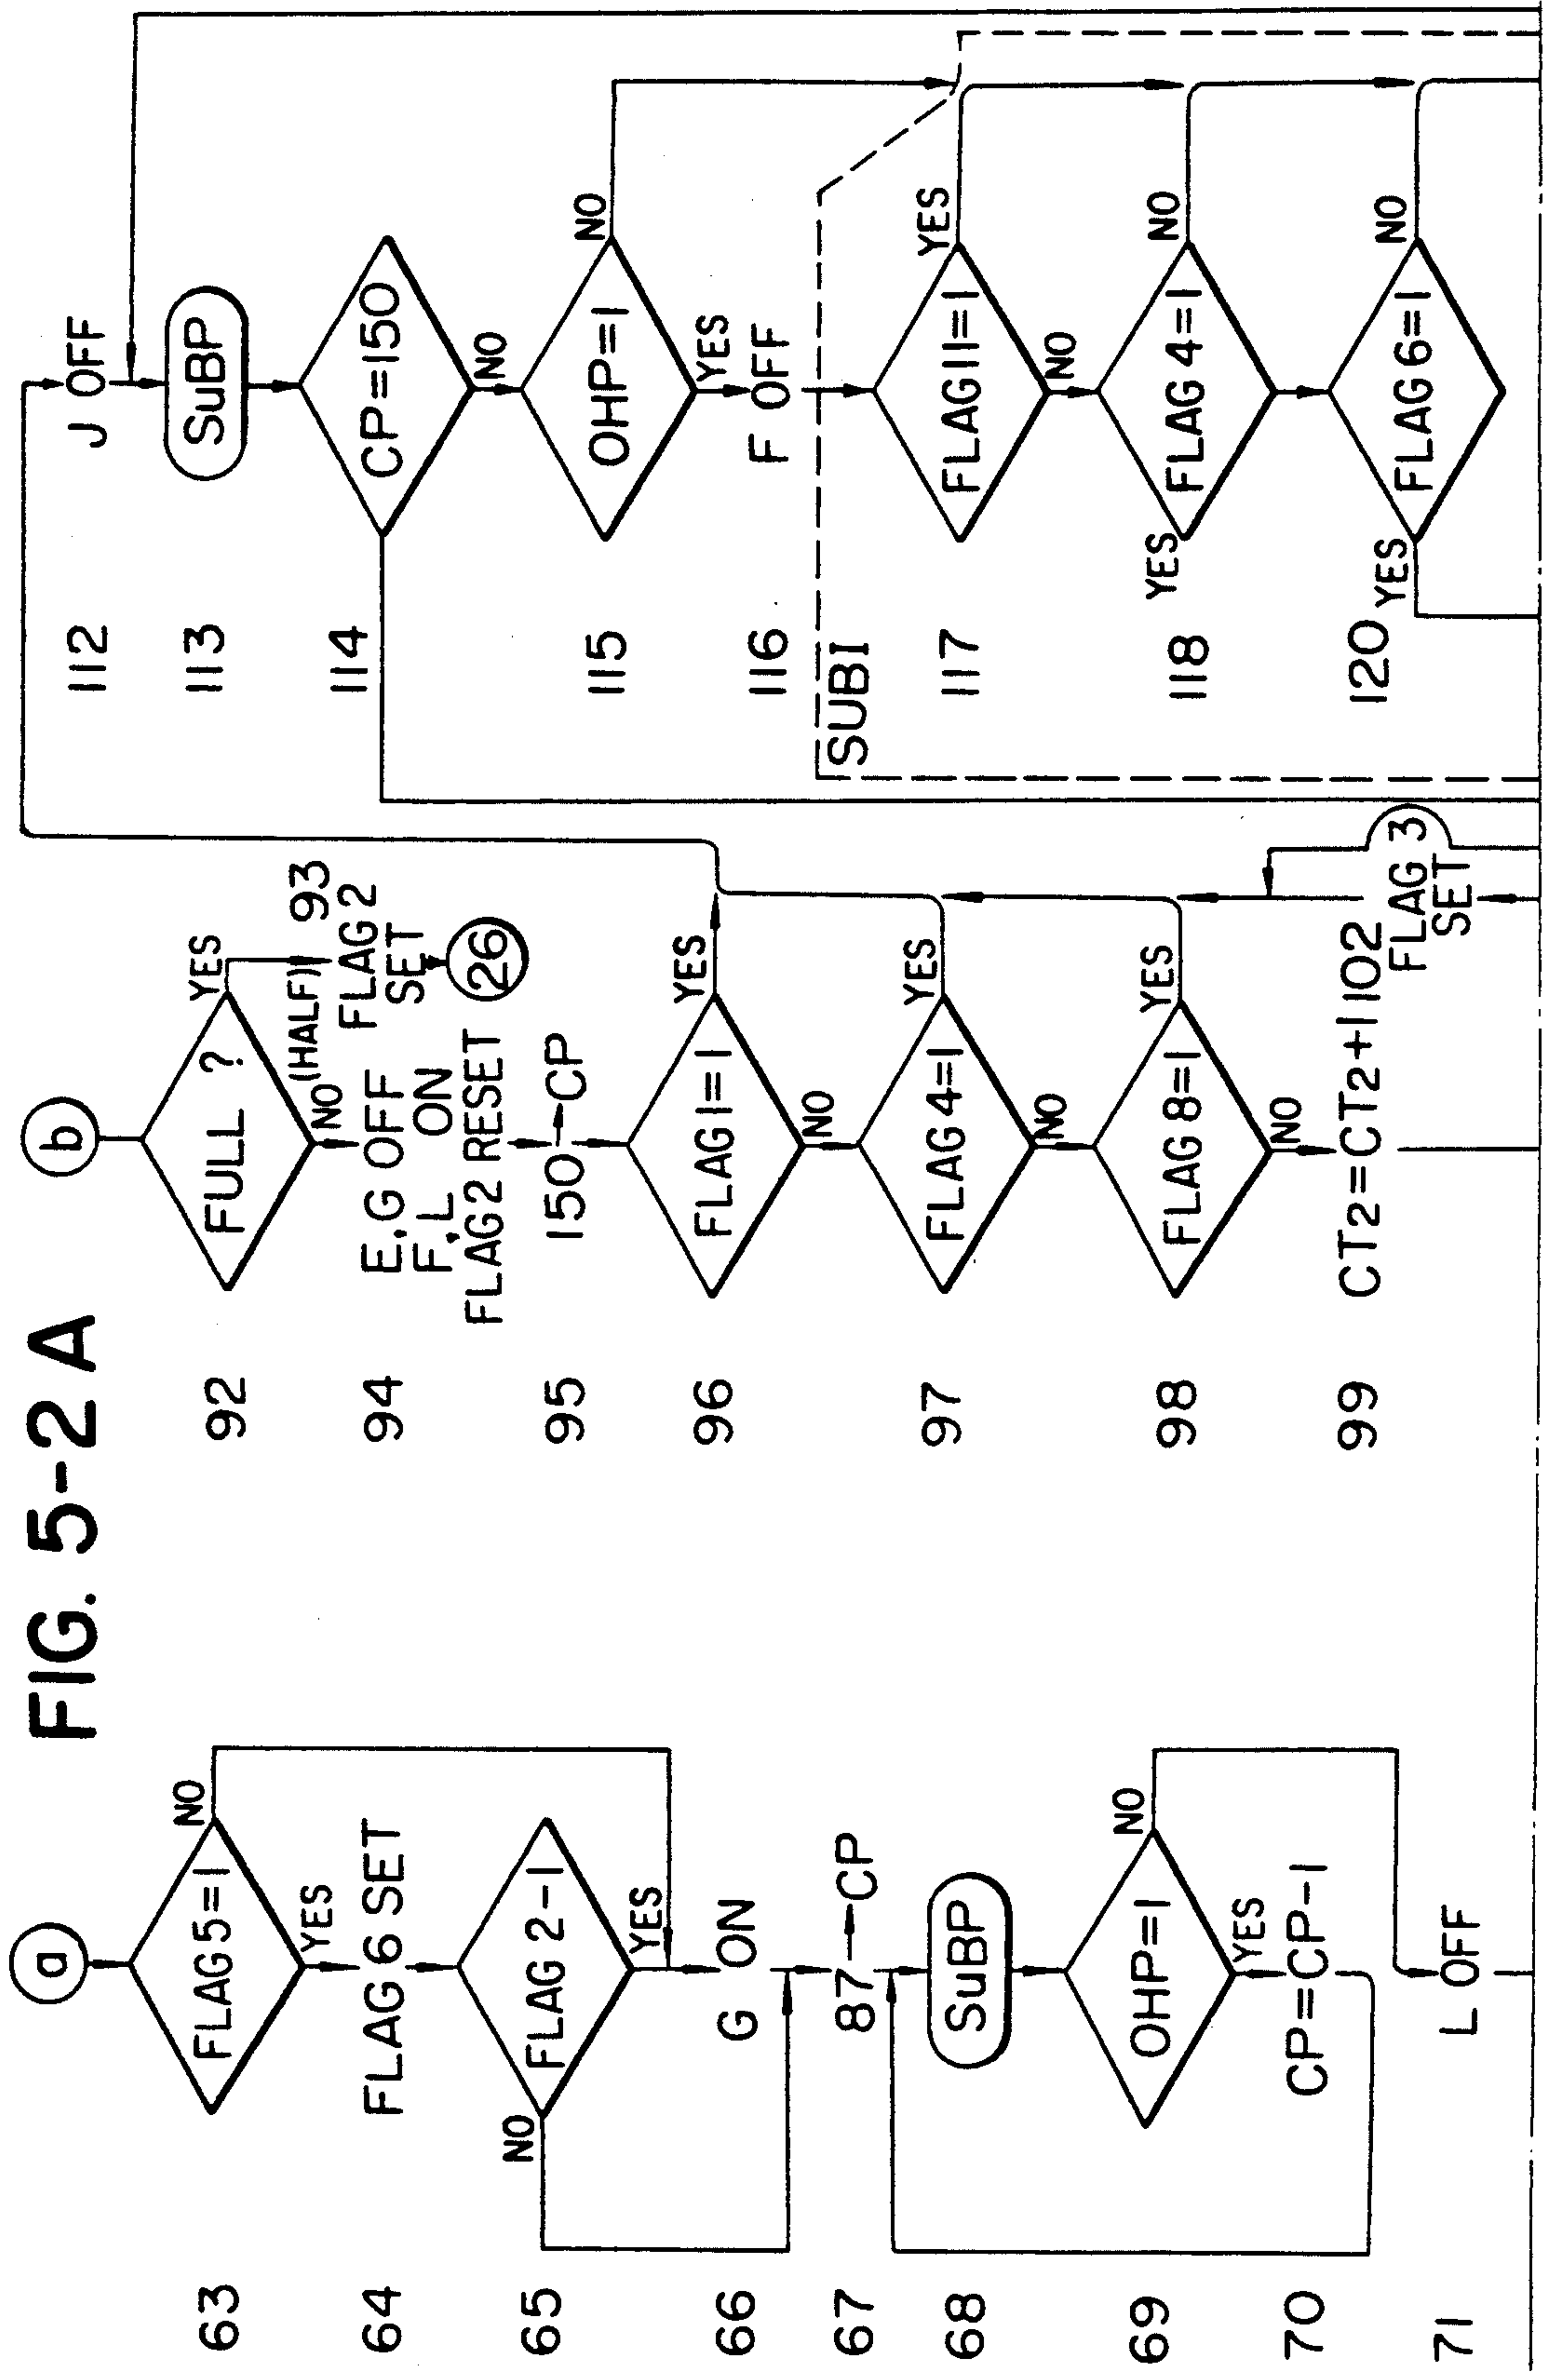 FIG. 5-2 A
a
63
FLAG 5=1
NO
YES
64
FLAG 6 SET
65
FLAG 2-1
NO
YES
66
G ON
67
87→CP
68
SuBP
69
OHP=1
NO
YES
70
CP=CP-1
71
L OFF
b
92
FULL ?
YES
NO
(HALF)
93
FLAG 2
SET
26
94
E,G OFF
F,L ON
FLAG2 RESET
95
150→CP
96
FLAG 1=1
YES
NO
97
FLAG 4=1
YES
NO
98
FLAG 8=1
YES
NO
99
CT2=CT2+1
102
FLAG 3
SET
112
J OFF
113
SuBP
114
CP=150
NO
115
OHP=1
NO
YES
116
F OFF
SUBI
117
FLAG 11=1
YES
NO
118
FLAG 4=1
NO
YES
120
FLAG 6=1
NO
YES